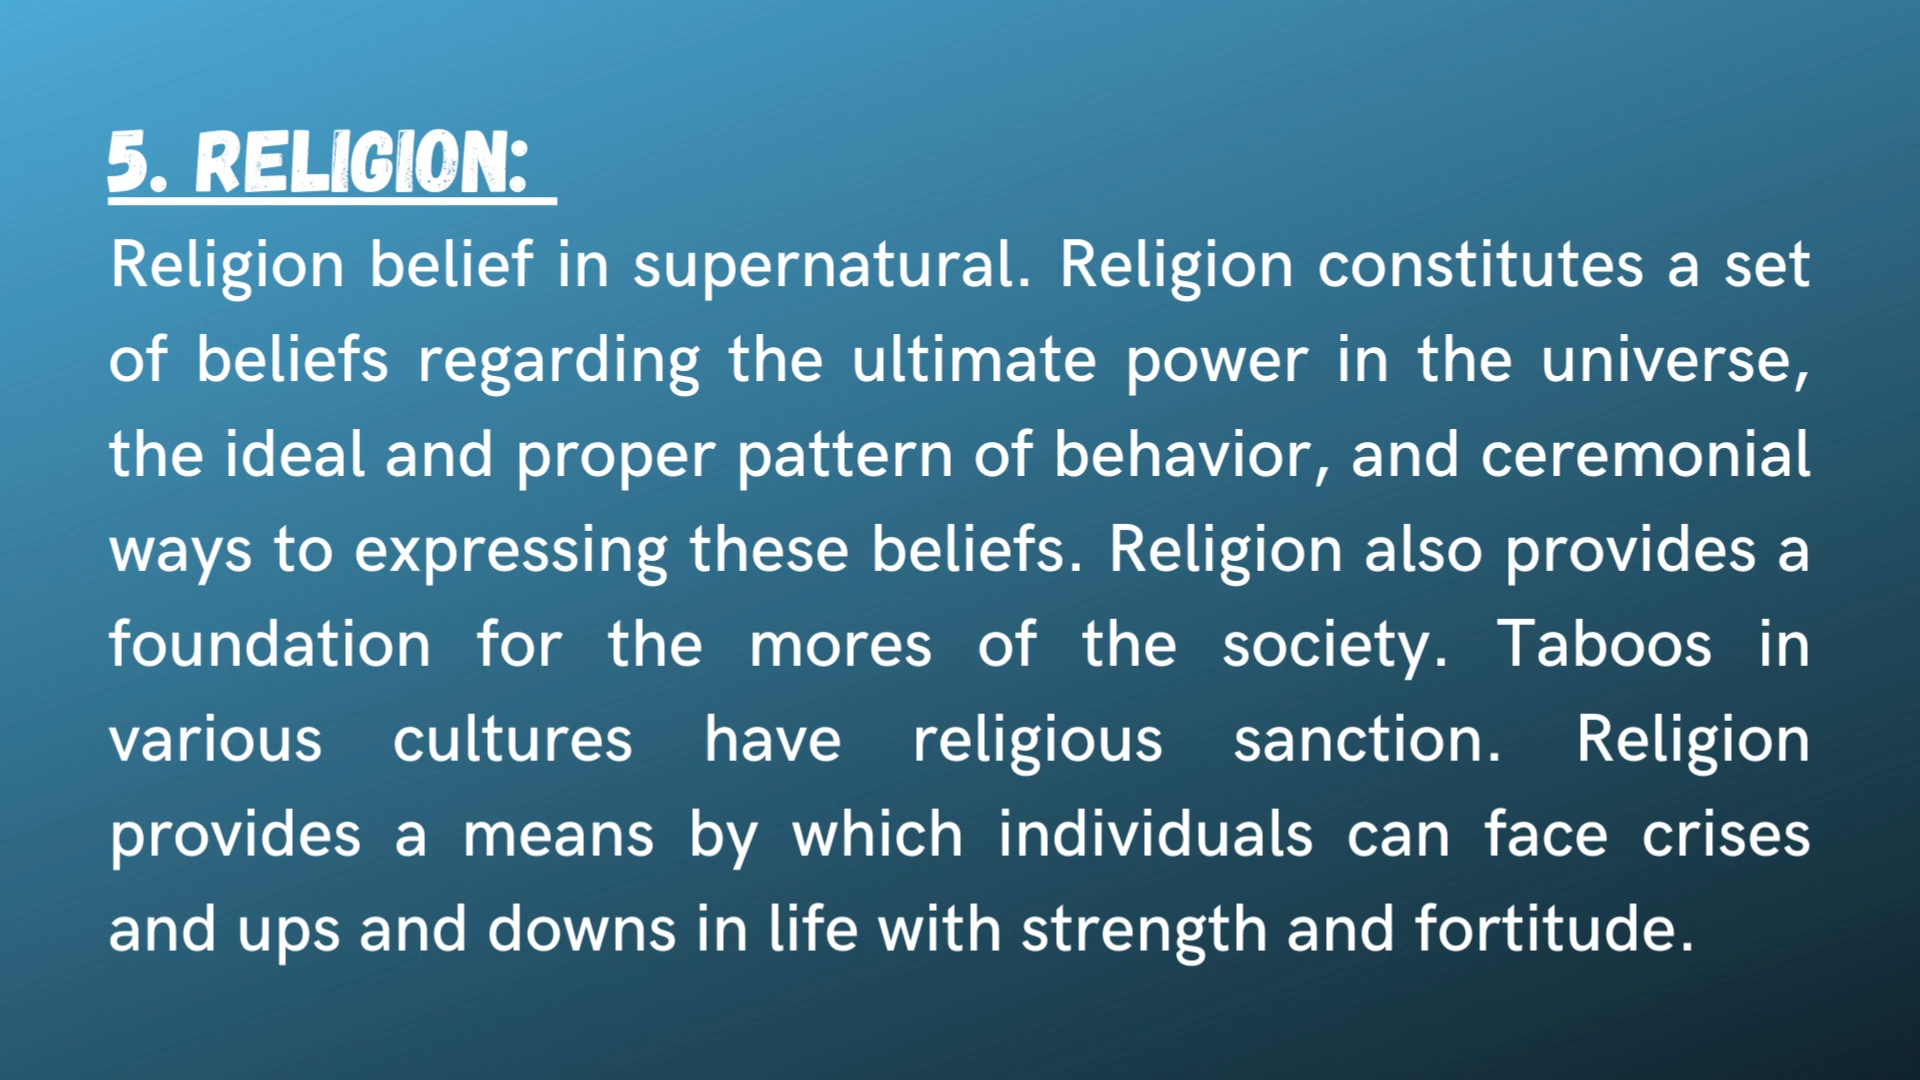 5. RELIGION:
Religion belief in supernatural. Religion constitutes a set
of beliefs regarding the ultimate power in the universe,
the ideal and proper pattern of behavior, and ceremonial
ways to expressing these beliefs. Religion also provides a
foundation for the mores of the society. Taboos in
various cultures have religious sanction. Religion
provides a means by which individuals can face crises
and ups and downs in life with strength and fortitude.